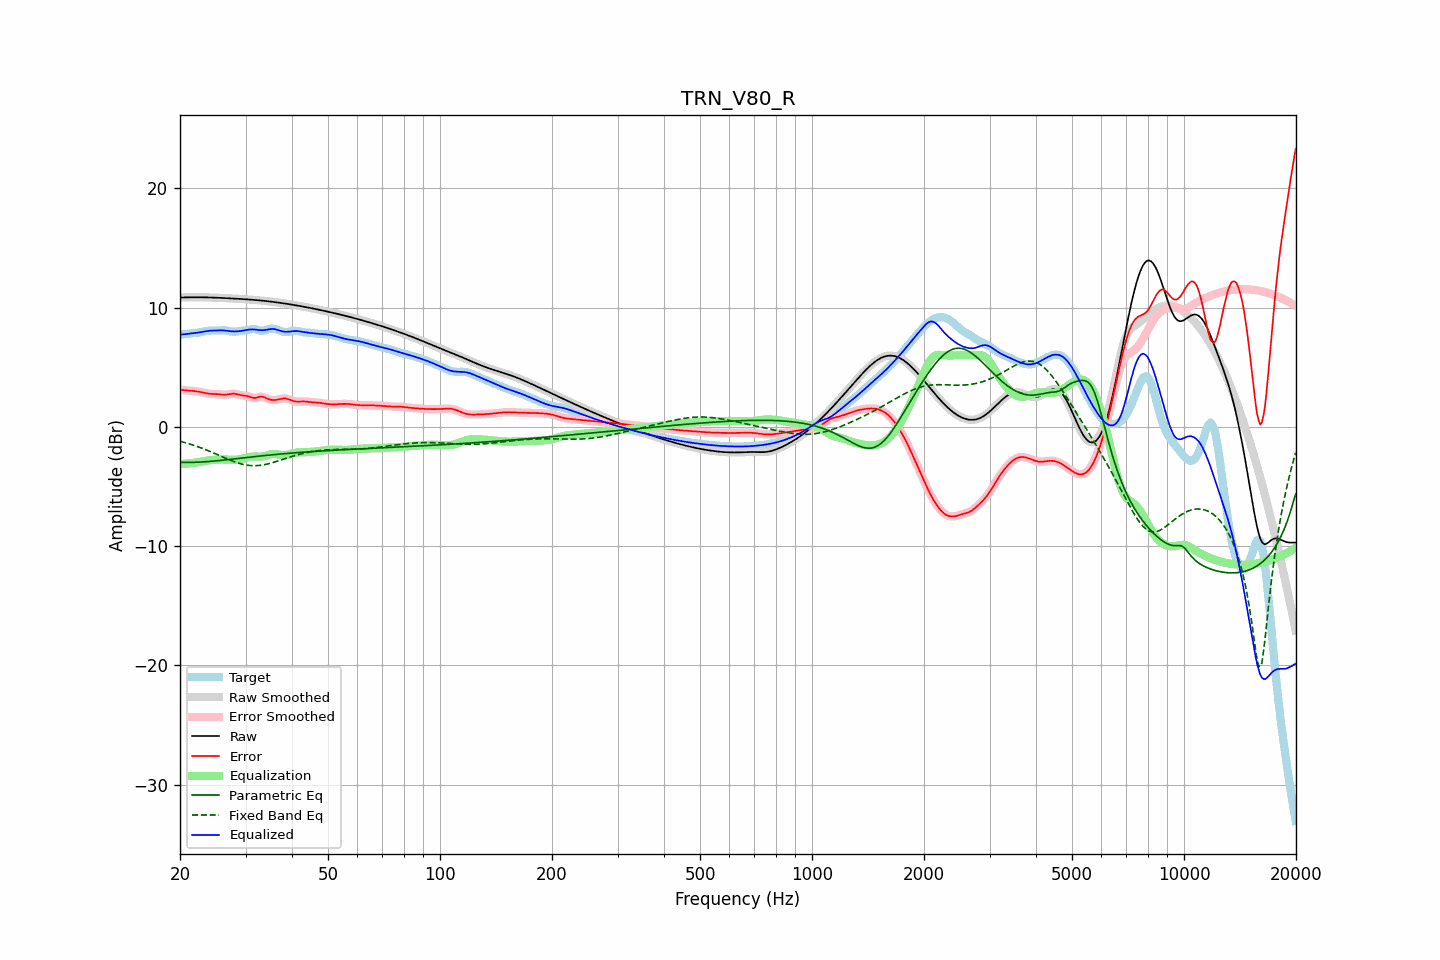 TRN_V80_R
Amplitude (dBr)
20
10
0
−10
−20
−30
Target
Raw Smoothed
Error Smoothed
Raw
Error
Equalization
Parametric Eq
Fixed Band Eq
Equalized
20 50 100 200 500 1000 2000 5000 10000 20000
Frequency (Hz)